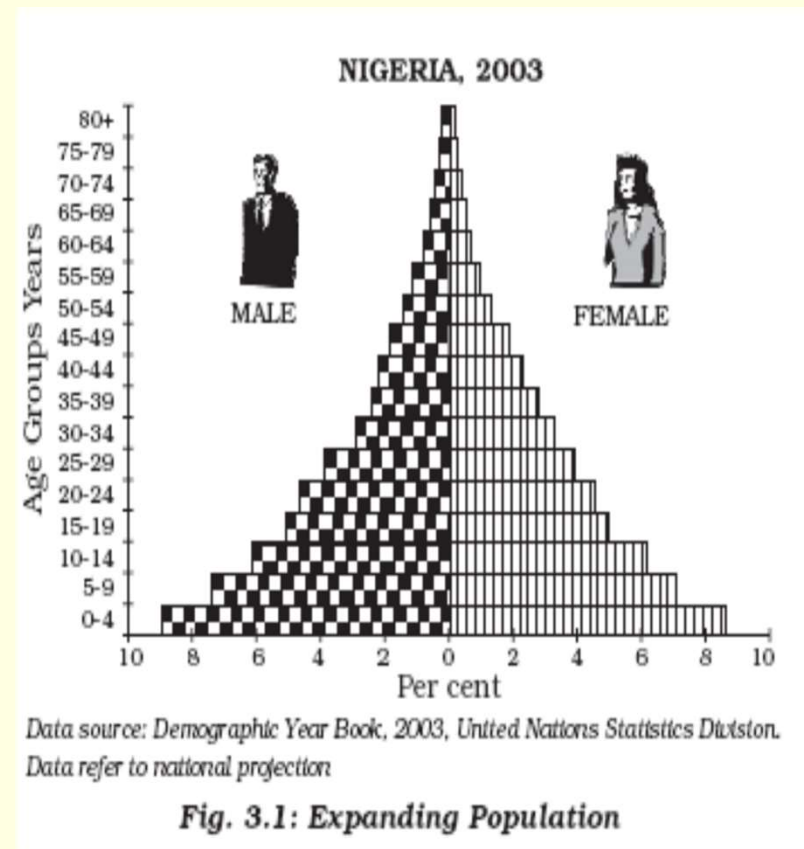 NIGERIA, 2003
80+
75-79
70-74
65-69
60-64
55-59
50-54
45-49
40-44
35-39
30-34
25-29
20-24
15-19
10-14
5-9
0-4
Age Groups Years
MALE
FEMALE
10 8 6 4 2 0 2 4 6 8 10
Per cent
Data source: Demographic Year Book, 2003, United Nations Statistics Division.
Data refer to national projection
Fig. 3.1: Expanding Population